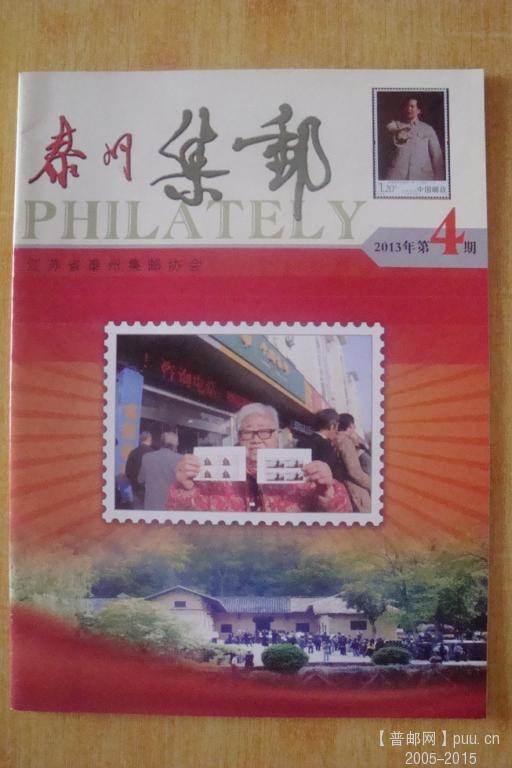 泰州 集郵
PHILATELY
1.20元
中国邮政
2013年第4期
江苏省泰州集邮协会
【普邮网】puu.cn
2005-2015